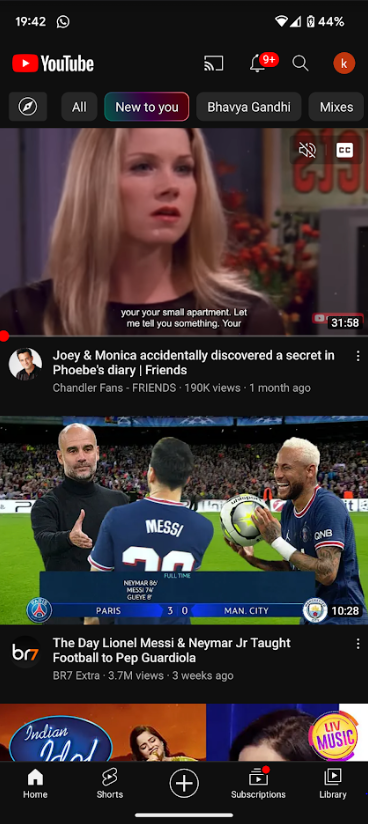 19:42
44%
YouTube
9+
k
All
New to you
Bhavya Gandhi
Mixes
CC
your your small apartment. Let
me tell you something. Your
31:58
Joey & Monica accidentally discovered a secret in
Phoebe's diary | Friends
Chandler Fans - FRIENDS · 190K views · 1 month ago
MESSI
30
QNB
FULL TIME
NEYMAR 86'
MESSI 74'
GUEYE 8'
PARIS 3 0 MAN. CITY
10:28
br7
The Day Lionel Messi & Neymar Jr Taught
Football to Pep Guardiola
BR7 Extra · 3.7M views · 3 weeks ago
Indian
Idol
LIV
MUSIC
Home
Shorts
Subscriptions
Library